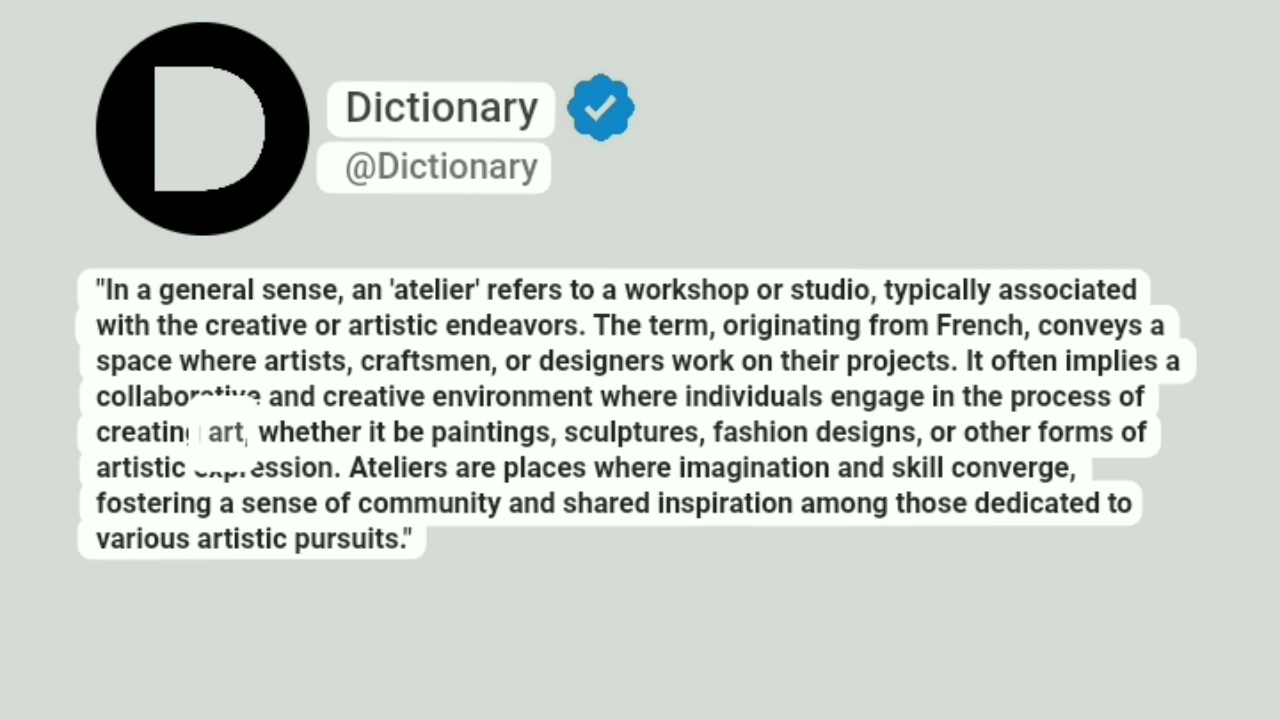 D
Dictionary
@Dictionary
"In a general sense, an 'atelier' refers to a workshop or studio, typically associated
with the creative or artistic endeavors. The term, originating from French, conveys a
space where artists, craftsmen, or designers work on their projects. It often implies a
collaborative and creative environment where individuals engage in the process of
creating art, whether it be paintings, sculptures, fashion designs, or other forms of
artistic expression. Ateliers are places where imagination and skill converge,
fostering a sense of community and shared inspiration among those dedicated to
various artistic pursuits."